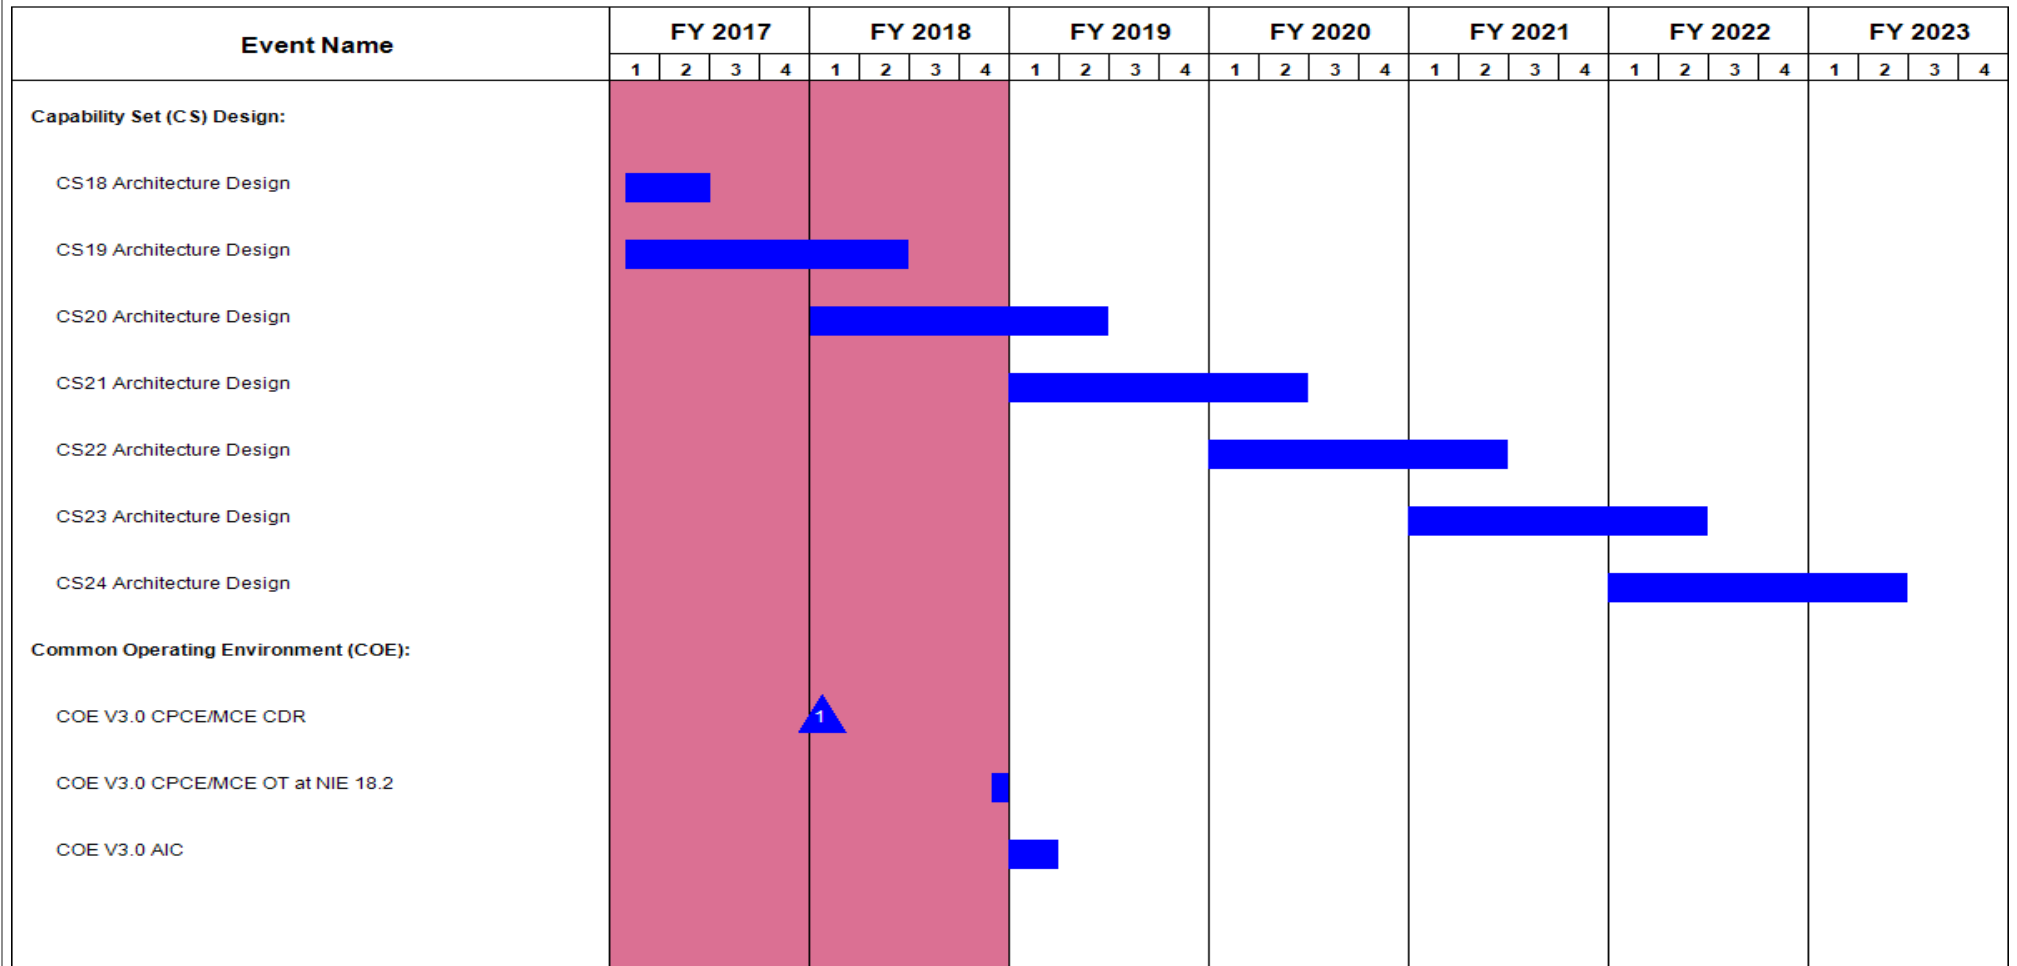 Event Name
FY 2017 FY 2018 FY 2019 FY 2020 FY 2021 FY 2022 FY 2023
1 2 3 4 1 2 3 4 1 2 3 4 1 2 3 4 1 2 3 4 1 2 3 4 1 2 3 4
Capability Set (CS) Design:
CS18 Architecture Design
CS19 Architecture Design
CS20 Architecture Design
CS21 Architecture Design
CS22 Architecture Design
CS23 Architecture Design
CS24 Architecture Design
Common Operating Environment (COE):
COE V3.0 CPCE/MCE CDR 1
COE V3.0 CPCE/MCE OT at NIE 18.2
COE V3.0 AIC